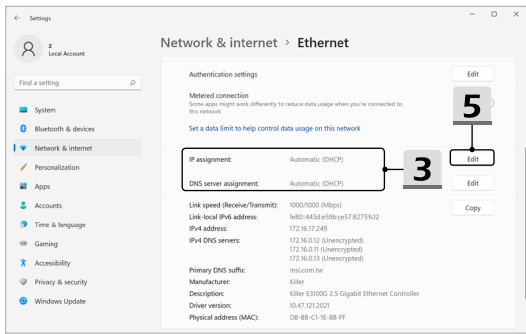 Settings
Network & internet > Ethernet
z
Local Account
Find a setting
System
Bluetooth & devices
Network & internet
Personalization
Apps
Accounts
Time & language
Gaming
Accessibility
Privacy & security
Windows Update
Authentication settings
Edit
Metered connection
Some apps might work differently to reduce data usage when you're connected to
this network
5
Set a data limit to help control data usage on this network
IP assignment: Automatic (DHCP)
Edit
3
DNS server assignment: Automatic (DHCP)
Edit
Link speed (Receive/Transmit): 1000/1000 (Mbps)
Copy
Link-local IPv6 address: fe80::443d:e59b:ce57:8275%12
IPv4 address: 172.16.17.249
IPv4 DNS servers: 172.16.0.12 (Unencrypted)
172.16.0.11 (Unencrypted)
172.16.0.13 (Unencrypted)
Primary DNS suffix: msi.com.tw
Manufacturer: Killer
Description: Killer E3100G 2.5 Gigabit Ethernet Controller
Driver version: 10.47.121.2021
Physical address (MAC): D8-BB-C1-1E-8B-FF